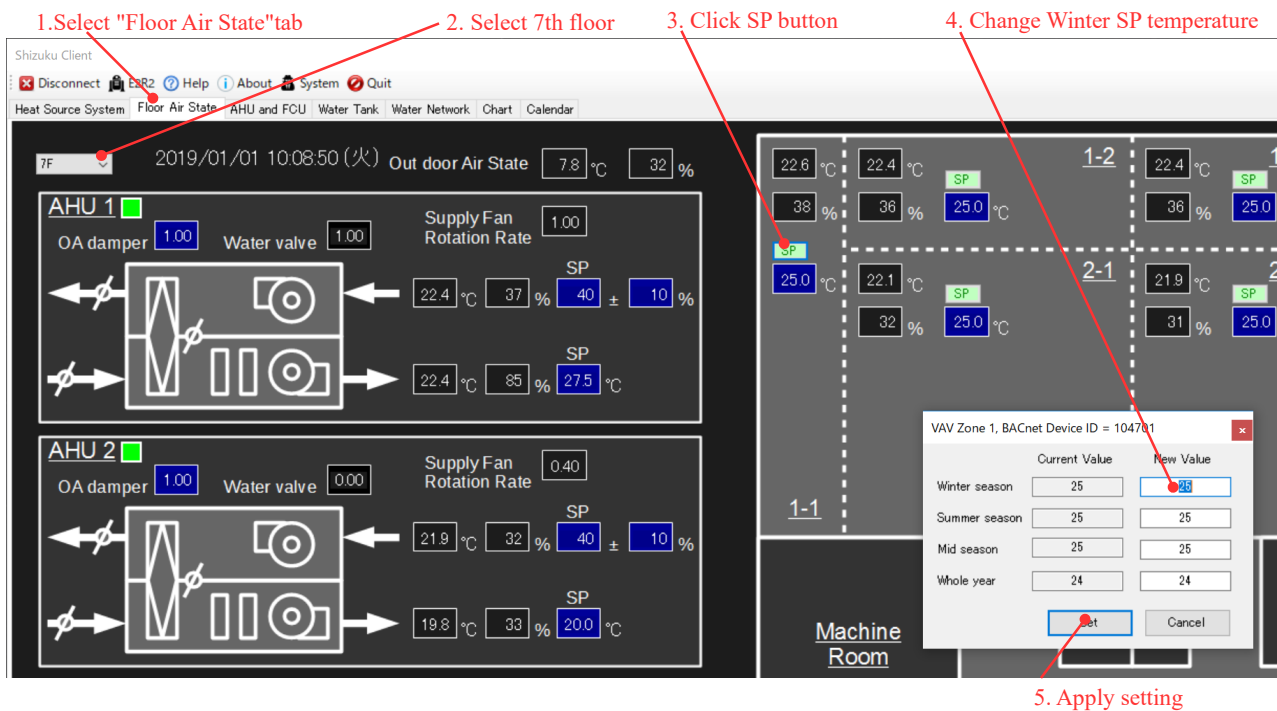 1.Select "Floor Air State"tab
2. Select 7th floor
3. Click SP button
4. Change Winter SP temperature
Shizuku Client
Disconnect E2R2 Help About System Quit
Heat Source System Floor Air State AHU and FCU Water Tank Water Network Chart Calendar
7F 2019/01/01 10:08:50 (火) Out door Air State 7.8 ℃ 32 %
AHU 1
OA damper 1.00 Water valve 1.00 Supply Fan Rotation Rate 1.00
SP
22.4 ℃ 37 % 40 ± 10 %
SP
22.4 ℃ 85 % 27.5 ℃
AHU 2
OA damper 1.00 Water valve 0.00 Supply Fan Rotation Rate 0.40
SP
21.9 ℃ 32 % 40 ± 10 %
SP
19.8 ℃ 33 % 20.0 ℃
22.6 ℃ 22.4 ℃ 1-2 22.4 ℃
SP SP
38 % 36 % 25.0 ℃ 36 % 25.0
SP
25.0 ℃ 22.1 ℃ 2-1 21.9 ℃
SP SP
32 % 25.0 ℃ 31 % 25.0
1-1
Machine
Room
VAV Zone 1, BACnet Device ID = 104701
Current Value New Value
Winter season 25 25
Summer season 25 25
Mid season 25 25
Whole year 24 24
Set Cancel
5. Apply setting